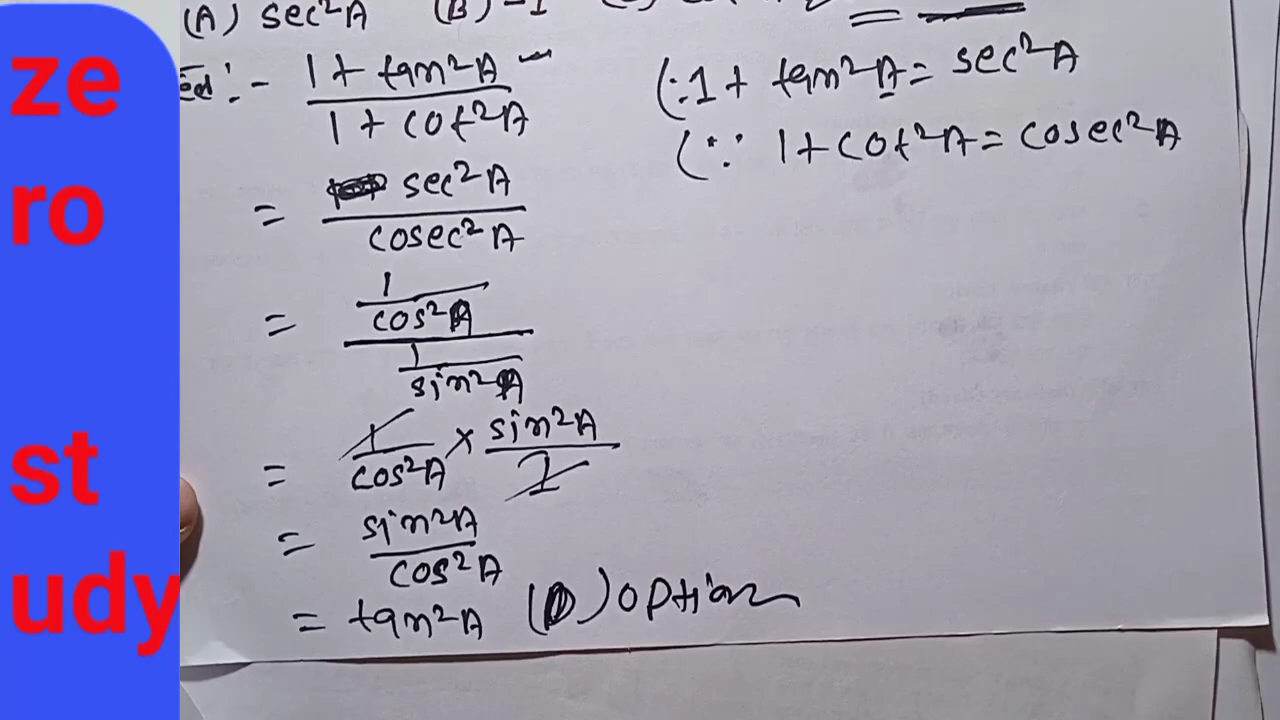 ze
ro
st
udy
(A) sec²A (B) -1
1 + tan²A
1 + cot²A
(∵ 1 + tan²A = sec²A
(∵ 1 + cot²A = cosec²A
= sec²A
cosec²A
= 1
cos²A
1
sin²A
= 1 × sin²A
cos²A 1
= sin²A
cos²A
= tan²A (D) option